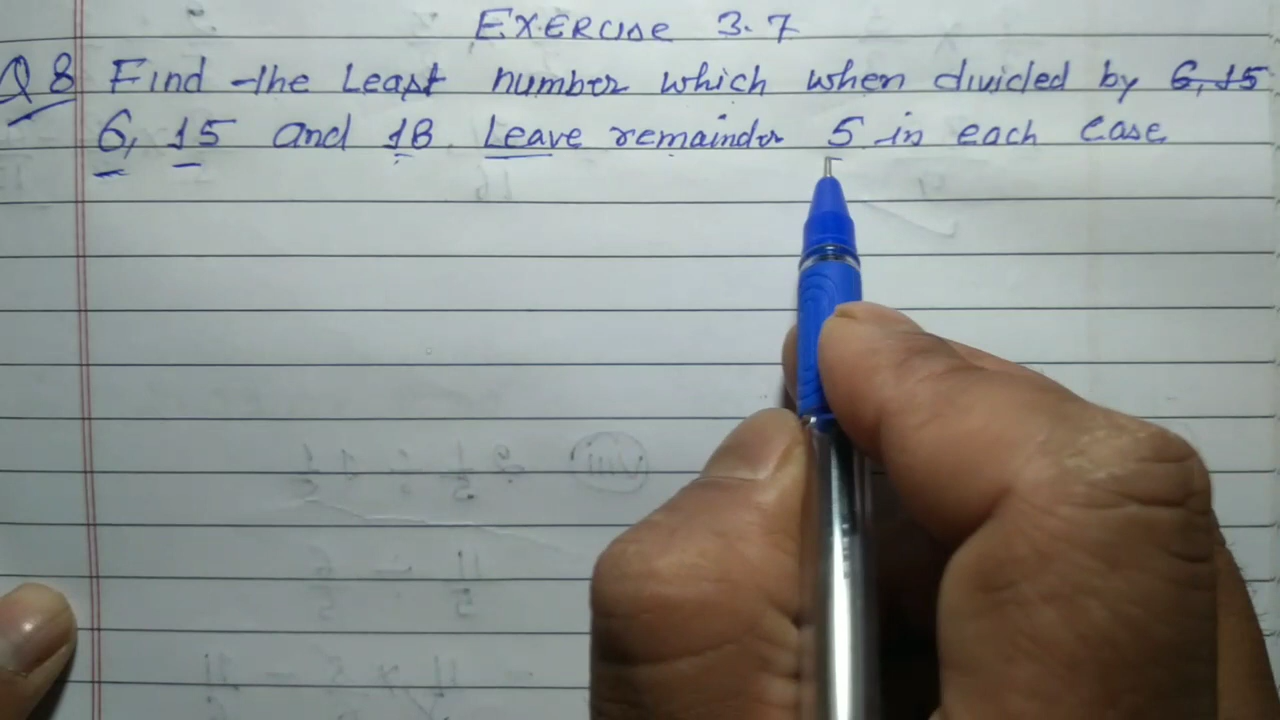 EXERCISE 3.7
Q 8 Find the Least number which when divided by 6, 15
6, 15 and 18 Leave remainder 5 in each case